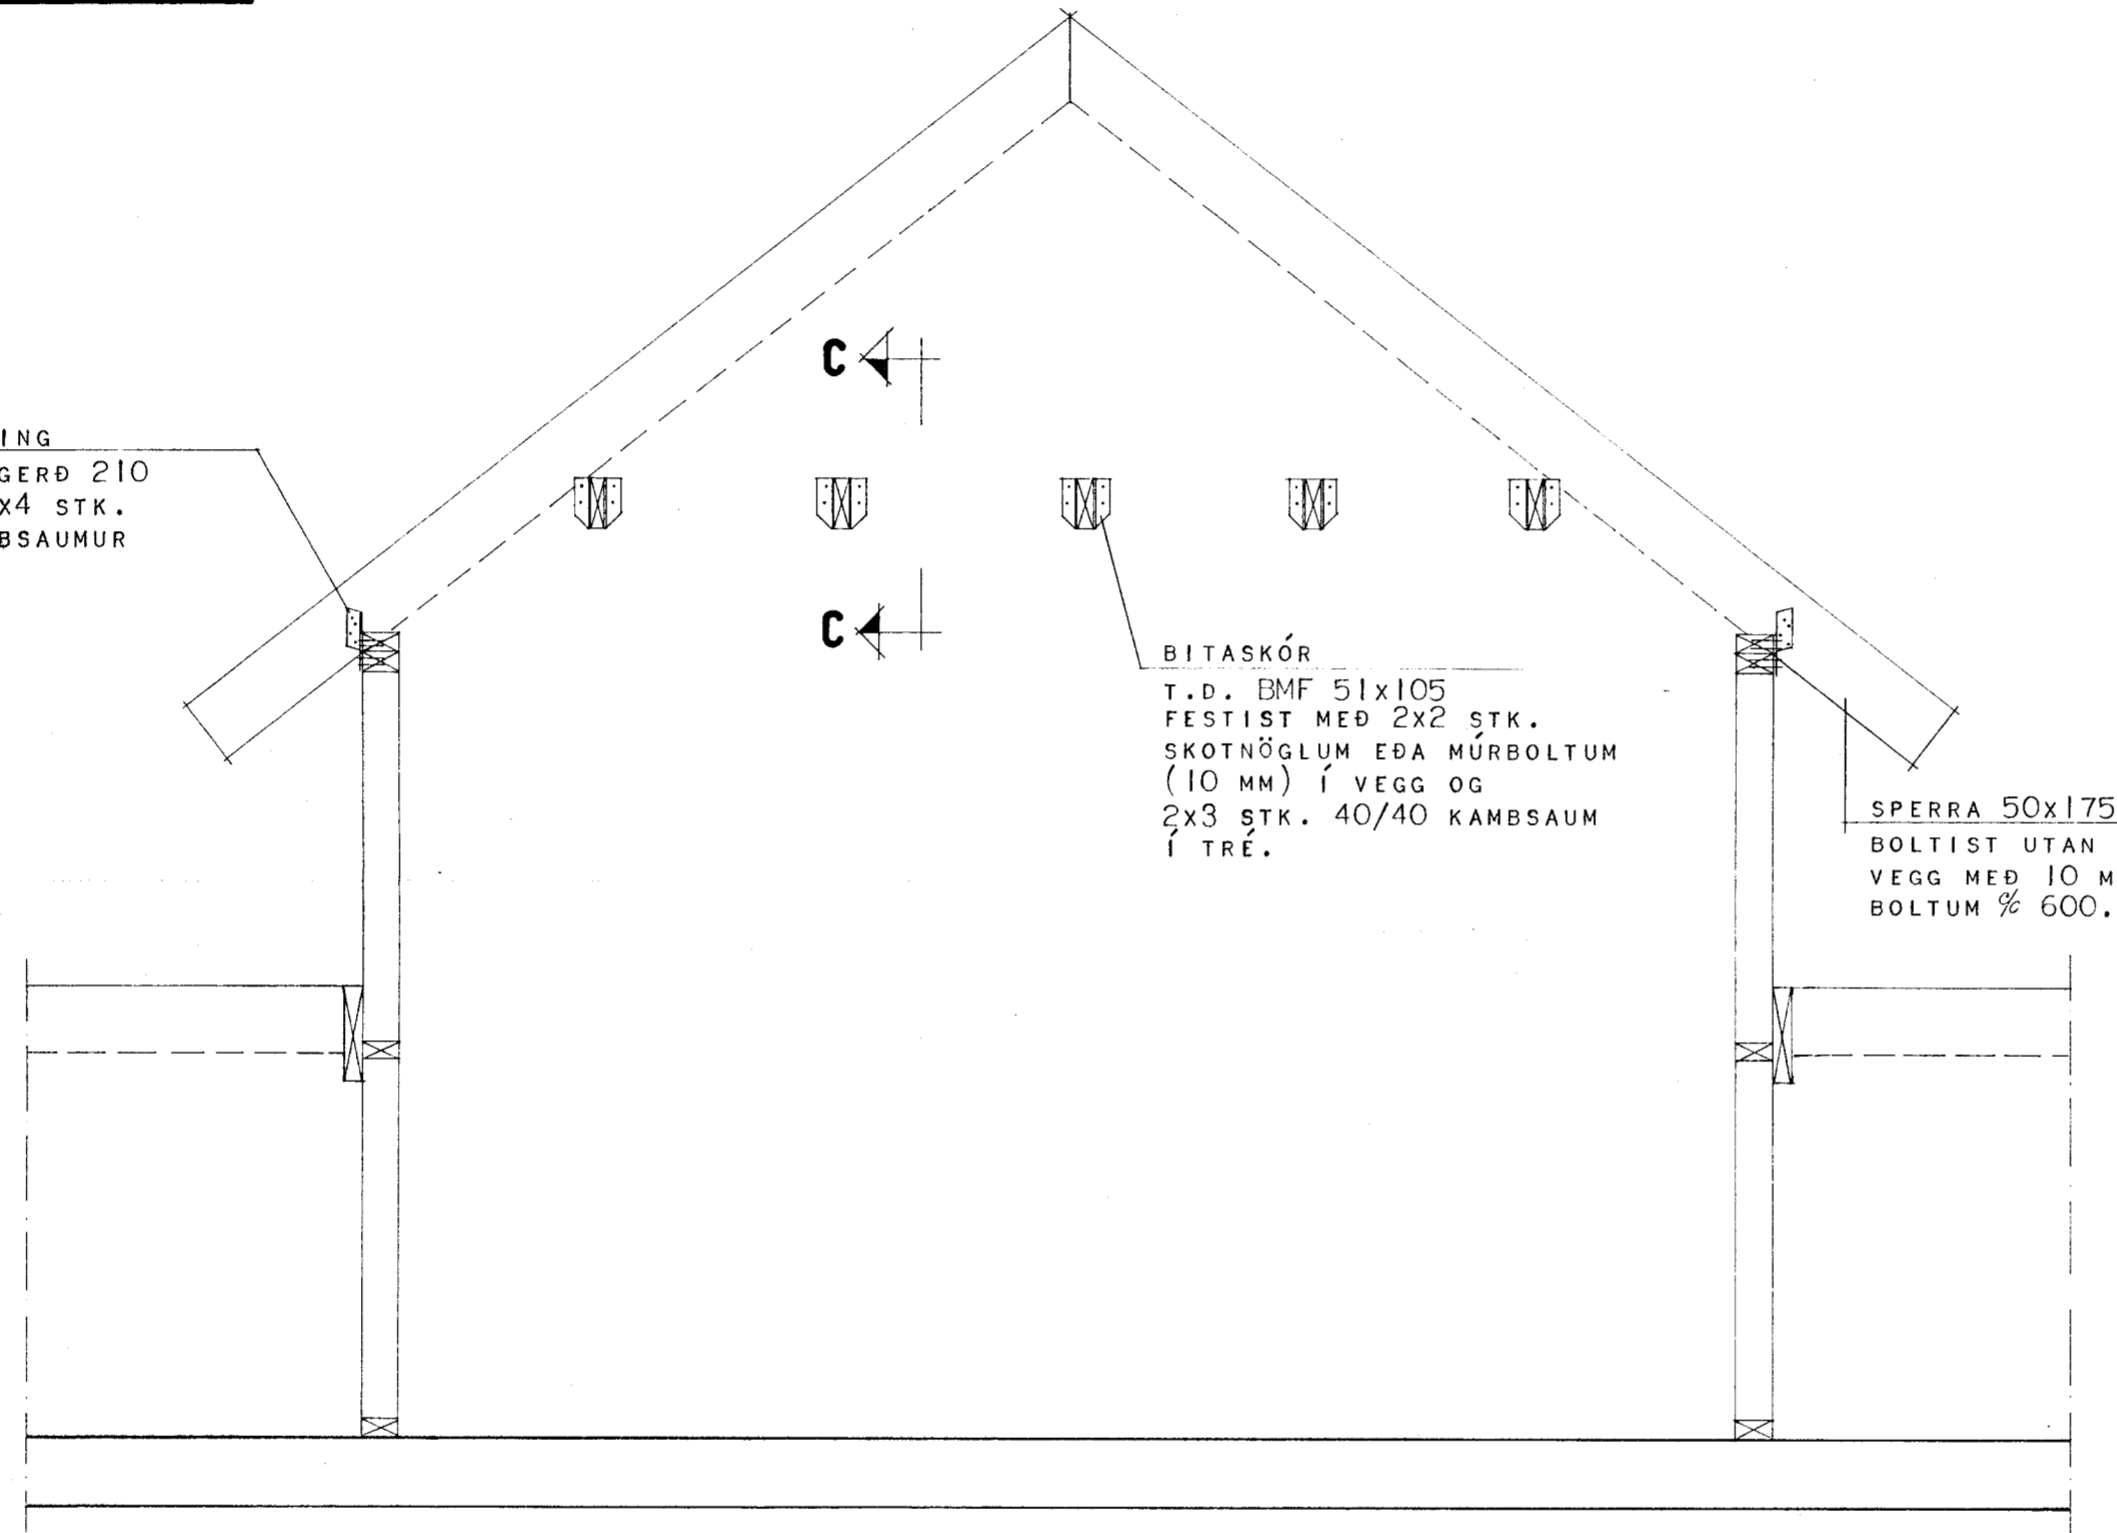 C
ING
GERÐ 210
X4 STK.
BSAUMUR
C
BITASKÓR
T.D. BMF 51x105
FESTIST MEÐ 2x2 STK.
SKOTNÖGLUM EÐA MÚRBOLTUM
(10 MM) Í VEGG OG
2x3 STK. 40/40 KAMBSAUM
Í TRÉ.
SPERRA 50x175
BOLTIST UTAN
VEGG MEÐ 10 M
BOLTUM c/c 600.